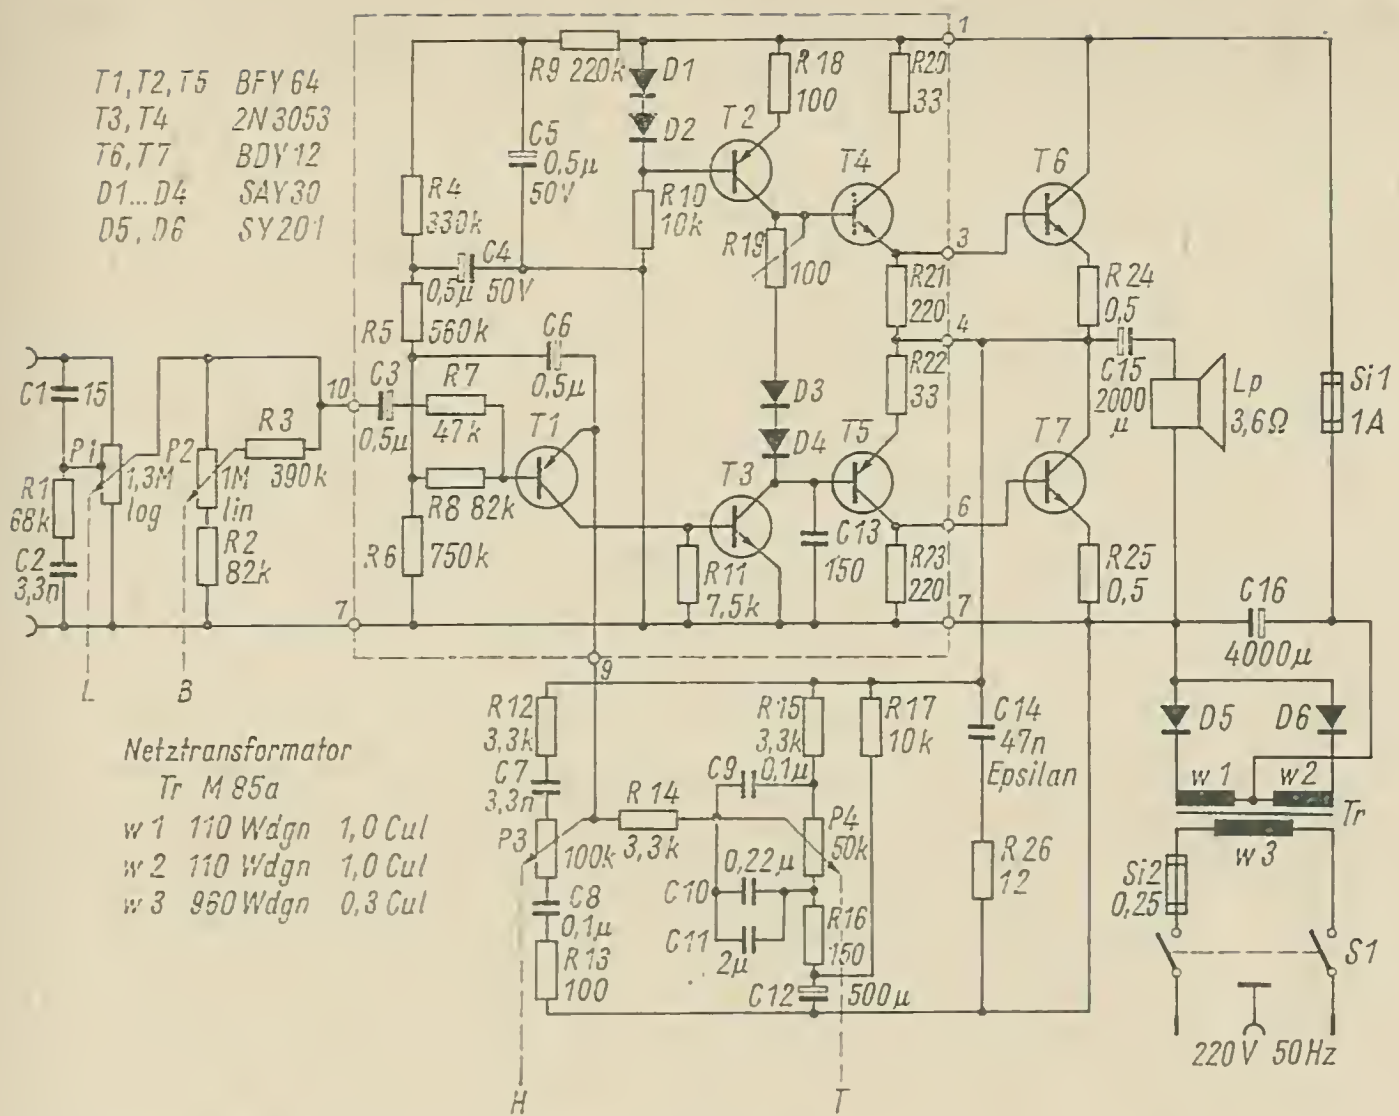 T1, T2, T5 BFY 64
T3, T4 2N 3053
T6, T7 BDY 12
D1...D4 SAY 30
D5, D6 SY 201
R9 220k
D1
D2
C5
0,5µ
50V
R4
330k
C4
0,5µ 50V
R10
10k
R5
560k
C6
0,5µ
T2
R18
100
R19
100
R20
33
T4
1
T6
3
R21
220
4
R24
0,5
C15
2000
µ
Lp
3,6Ω
Si1
1A
C1
15
P1
1,3M
log
R1
68k
C2
3,3n
P2
1M
lin
R3
390k
R2
82k
10
C3
0,5µ
R7
47k
T1
R8 82k
R6
750k
7
D3
D4
T3
R11
7,5k
R22
33
T5
C13
150
R23
220
6
7
T7
R25
0,5
C16
4000µ
L
B
9
R12
3,3k
C7
3,3n
P3
100k
C8
0,1µ
R13
100
R14
3,3k
C9
0,1µ
R15
3,3k
R17
10k
P4
50k
0,22µ
C10
C11
2µ
R16
150
C12
500µ
C14
47n
Epsilan
R26
12
D5
D6
w1
w2
Tr
w3
Si2
0,25
S1
220V 50Hz
H
T
Netztransformator
Tr M 85a
w 1 110 Wdgn 1,0 Cul
w 2 110 Wdgn 1,0 Cul
w 3 960 Wdgn 0,3 Cul